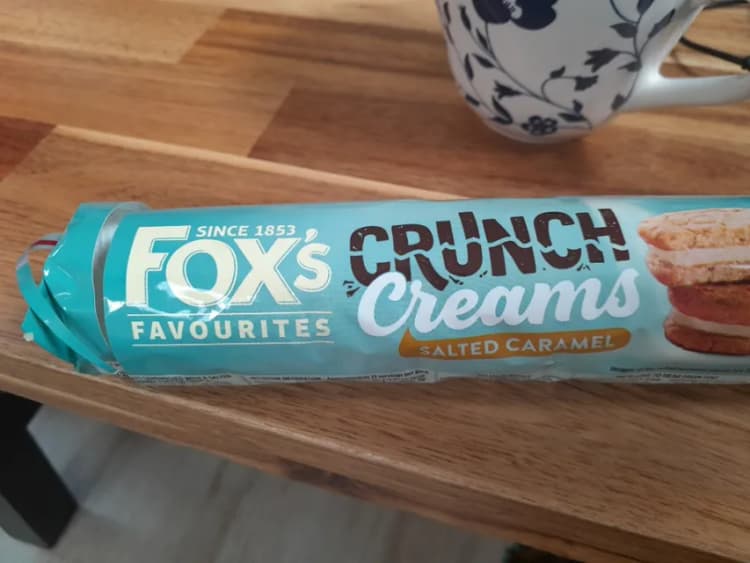 SINCE 1853
FOX's
FAVOURITES
CRUNCH
Creams
SALTED CARAMEL